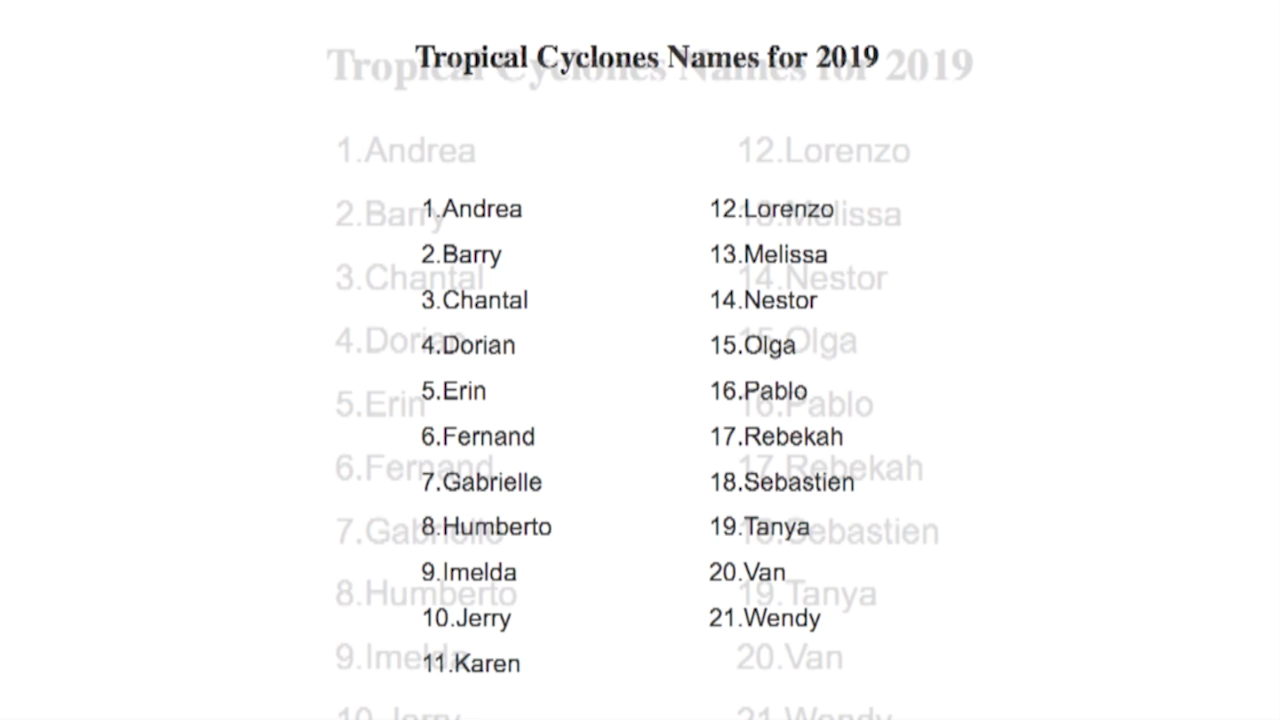 Tropical Cyclones Names for 2019
1.Andrea
2.Barry
3.Chantal
4.Dorian
5.Erin
6.Fernand
7.Gabrielle
8.Humberto
9.Imelda
10.Jerry
11.Karen
12.Lorenzo
13.Melissa
14.Nestor
15.Olga
16.Pablo
17.Rebekah
18.Sebastien
19.Tanya
20.Van
21.Wendy